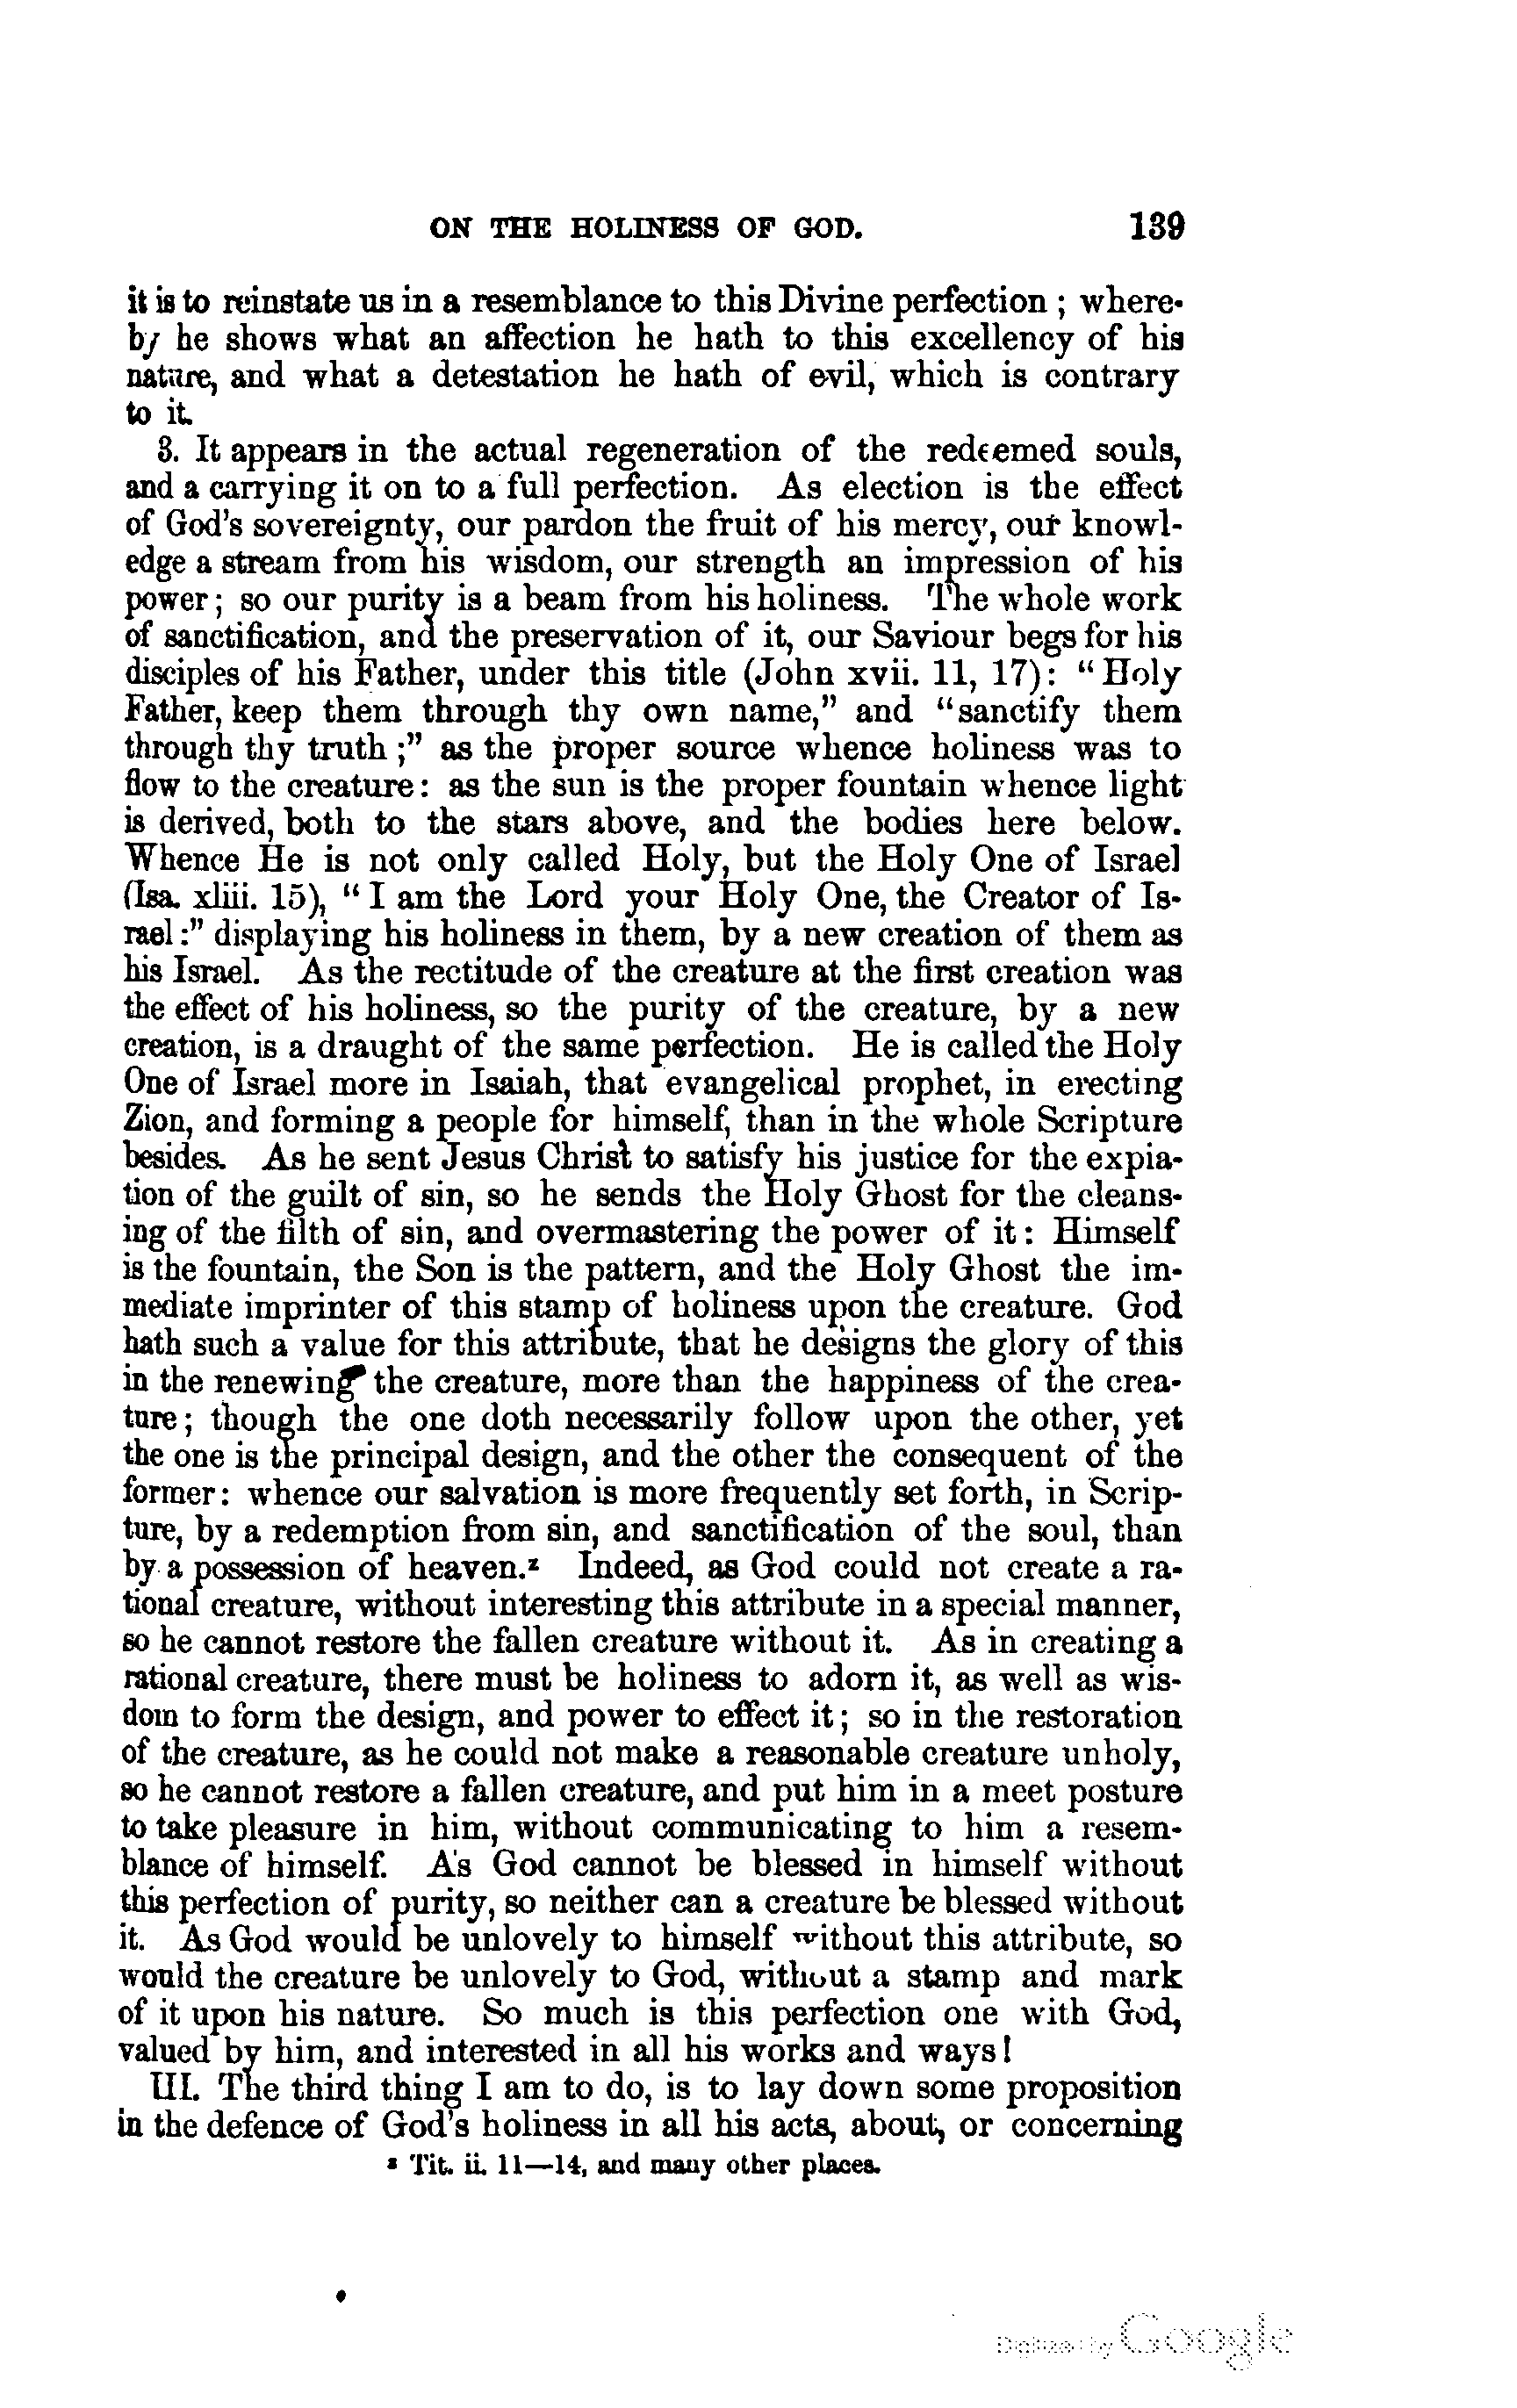 ON THE HOLINESS OF GOD. 139
it is to reinstate us in a resemblance to this Divine perfection ; where-
by he shows what an affection he hath to this excellency of his
nature, and what a detestation he hath of evil, which is contrary
to it.
3. It appears in the actual regeneration of the redeemed souls,
and a carrying it on to a full perfection. As election is the effect
of God's sovereignty, our pardon the fruit of his mercy, our knowl-
edge a stream from his wisdom, our strength an impression of his
power ; so our purity is a beam from his holiness. The whole work
of sanctification, and the preservation of it, our Saviour begs for his
disciples of his Father, under this title (John xvii. 11, 17) : “ Holy
Father, keep them through thy own name,” and “sanctify them
through thy truth ;” as the proper source whence holiness was to
flow to the creature : as the sun is the proper fountain whence light
is derived, both to the stars above, and the bodies here below.
Whence He is not only called Holy, but the Holy One of Israel
(Isa. xliii. 15), “ I am the Lord your Holy One, the Creator of Is-
rael :” displaying his holiness in them, by a new creation of them as
his Israel. As the rectitude of the creature at the first creation was
the effect of his holiness, so the purity of the creature, by a new
creation, is a draught of the same perfection. He is called the Holy
One of Israel more in Isaiah, that evangelical prophet, in erecting
Zion, and forming a people for himself, than in the whole Scripture
besides. As he sent Jesus Christ to satisfy his justice for the expia-
tion of the guilt of sin, so he sends the Holy Ghost for the cleans-
ing of the filth of sin, and overmastering the power of it : Himself
is the fountain, the Son is the pattern, and the Holy Ghost the im-
mediate imprinter of this stamp of holiness upon the creature. God
hath such a value for this attribute, that he designs the glory of this
in the renewing the creature, more than the happiness of the crea-
ture ; though the one doth necessarily follow upon the other, yet
the one is the principal design, and the other the consequent of the
former : whence our salvation is more frequently set forth, in Scrip-
ture, by a redemption from sin, and sanctification of the soul, than
by a possession of heaven.z Indeed, as God could not create a ra-
tional creature, without interesting this attribute in a special manner,
so he cannot restore the fallen creature without it. As in creating a
rational creature, there must be holiness to adorn it, as well as wis-
dom to form the design, and power to effect it ; so in the restoration
of the creature, as he could not make a reasonable creature unholy,
so he cannot restore a fallen creature, and put him in a meet posture
to take pleasure in him, without communicating to him a resem-
blance of himself. As God cannot be blessed in himself without
this perfection of purity, so neither can a creature be blessed without
it. As God would be unlovely to himself without this attribute, so
would the creature be unlovely to God, without a stamp and mark
of it upon his nature. So much is this perfection one with God,
valued by him, and interested in all his works and ways !
III. The third thing I am to do, is to lay down some proposition
in the defence of God's holiness in all his acts, about, or concerning
z Tit. ii. 11—14, and many other places.
Digitized by Google